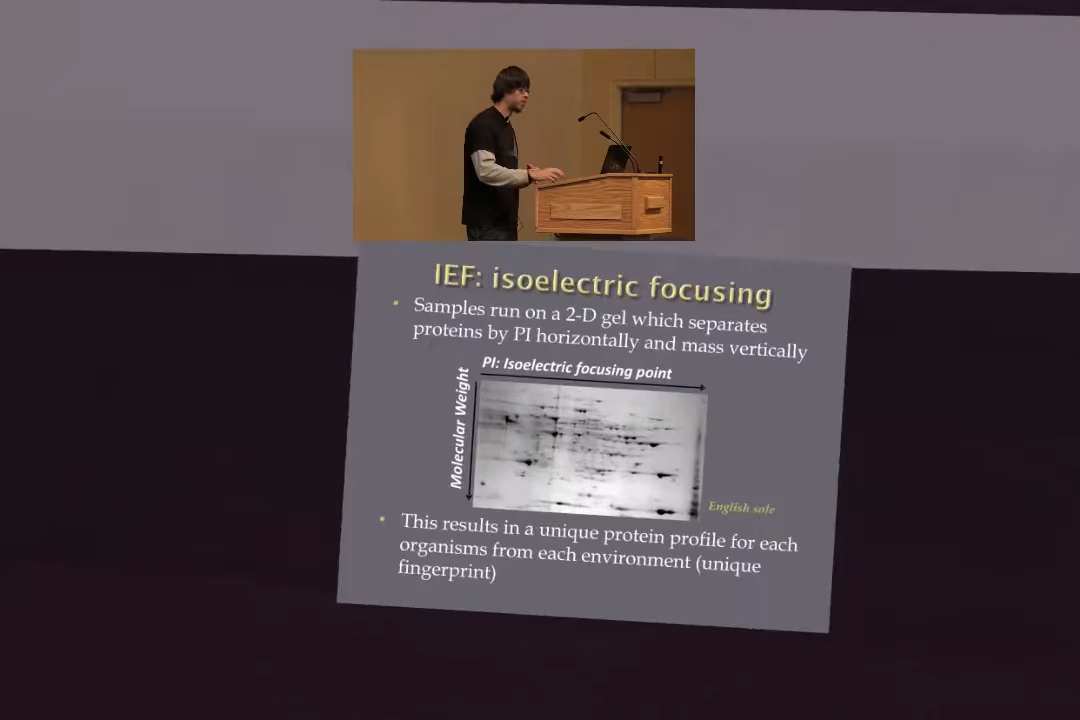 IEF: isoelectric focusing
• Samples run on a 2-D gel which separates
proteins by PI horizontally and mass vertically
PI: Isoelectric focusing point
Molecular Weight
English sole
• This results in a unique protein profile for each
organisms from each environment (unique
fingerprint)